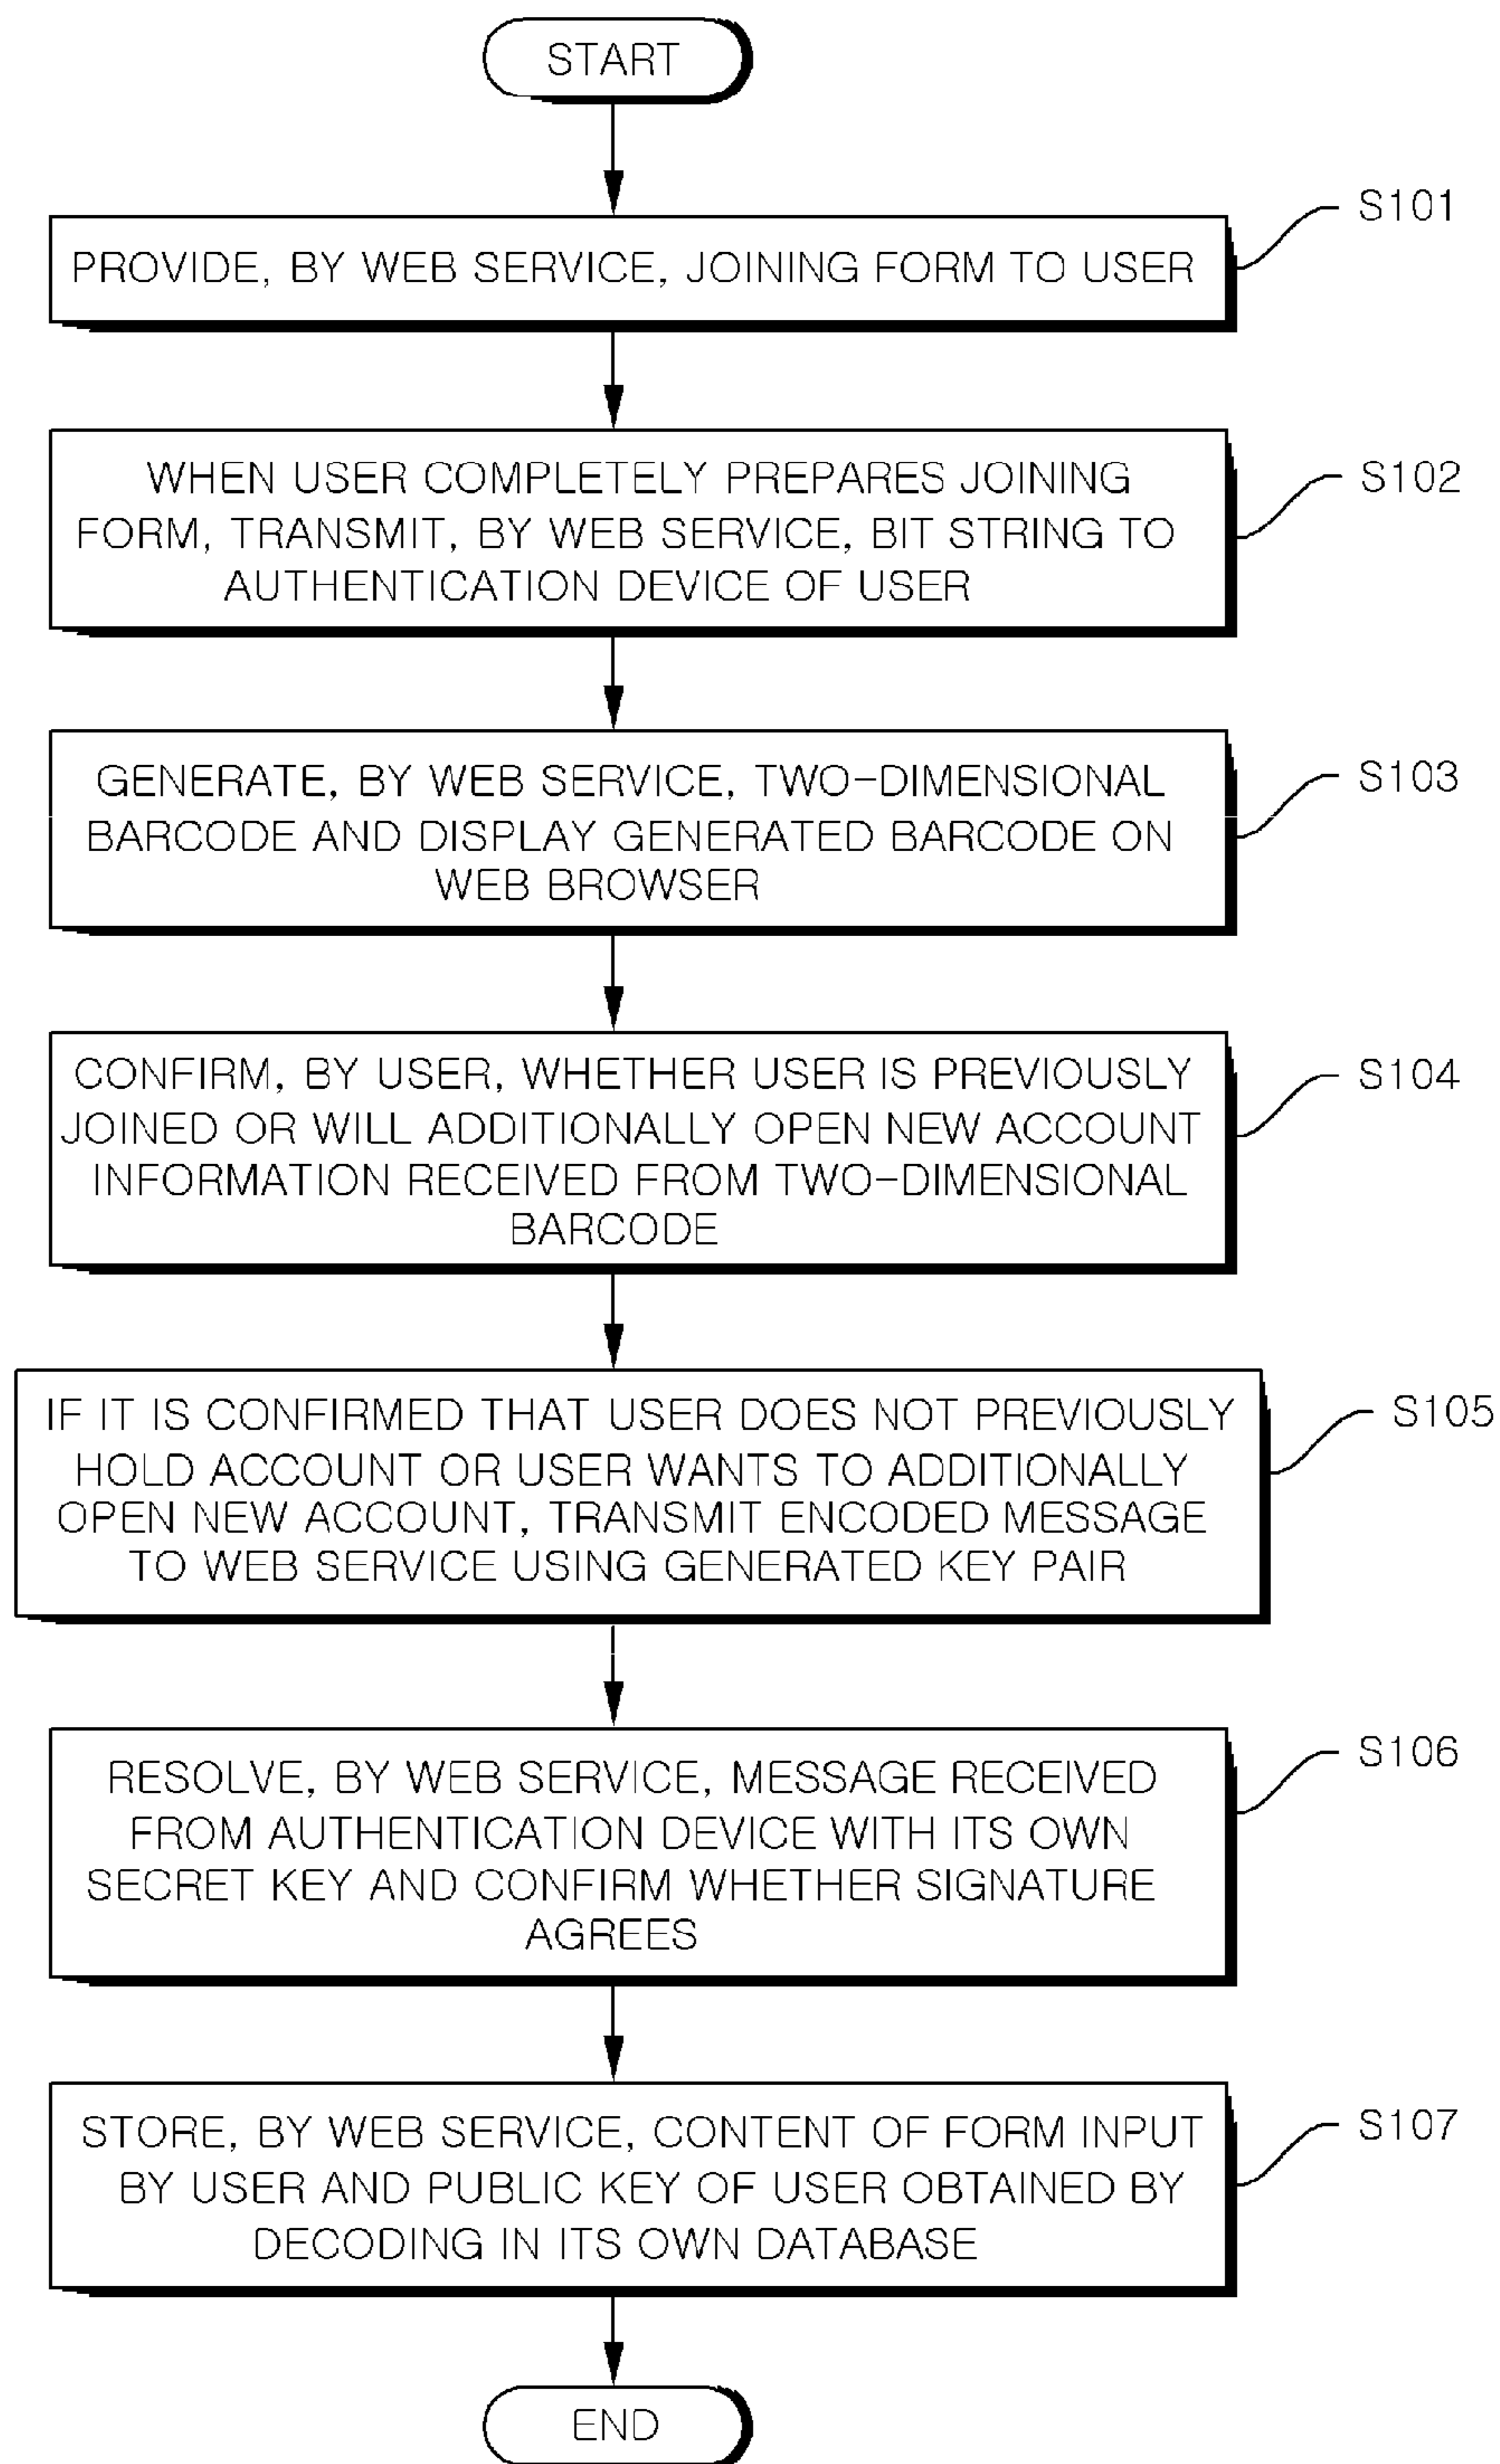 START
S101
PROVIDE, BY WEB SERVICE, JOINING FORM TO USER
S102
WHEN USER COMPLETELY PREPARES JOINING
FORM, TRANSMIT, BY WEB SERVICE, BIT STRING TO
AUTHENTICATION DEVICE OF USER
S103
GENERATE, BY WEB SERVICE, TWO-DIMENSIONAL
BARCODE AND DISPLAY GENERATED BARCODE ON
WEB BROWSER
S104
CONFIRM, BY USER, WHETHER USER IS PREVIOUSLY
JOINED OR WILL ADDITIONALLY OPEN NEW ACCOUNT
INFORMATION RECEIVED FROM TWO-DIMENSIONAL
BARCODE
S105
IF IT IS CONFIRMED THAT USER DOES NOT PREVIOUSLY
HOLD ACCOUNT OR USER WANTS TO ADDITIONALLY
OPEN NEW ACCOUNT, TRANSMIT ENCODED MESSAGE
TO WEB SERVICE USING GENERATED KEY PAIR
S106
RESOLVE, BY WEB SERVICE, MESSAGE RECEIVED
FROM AUTHENTICATION DEVICE WITH ITS OWN
SECRET KEY AND CONFIRM WHETHER SIGNATURE
AGREES
S107
STORE, BY WEB SERVICE, CONTENT OF FORM INPUT
BY USER AND PUBLIC KEY OF USER OBTAINED BY
DECODING IN ITS OWN DATABASE
END